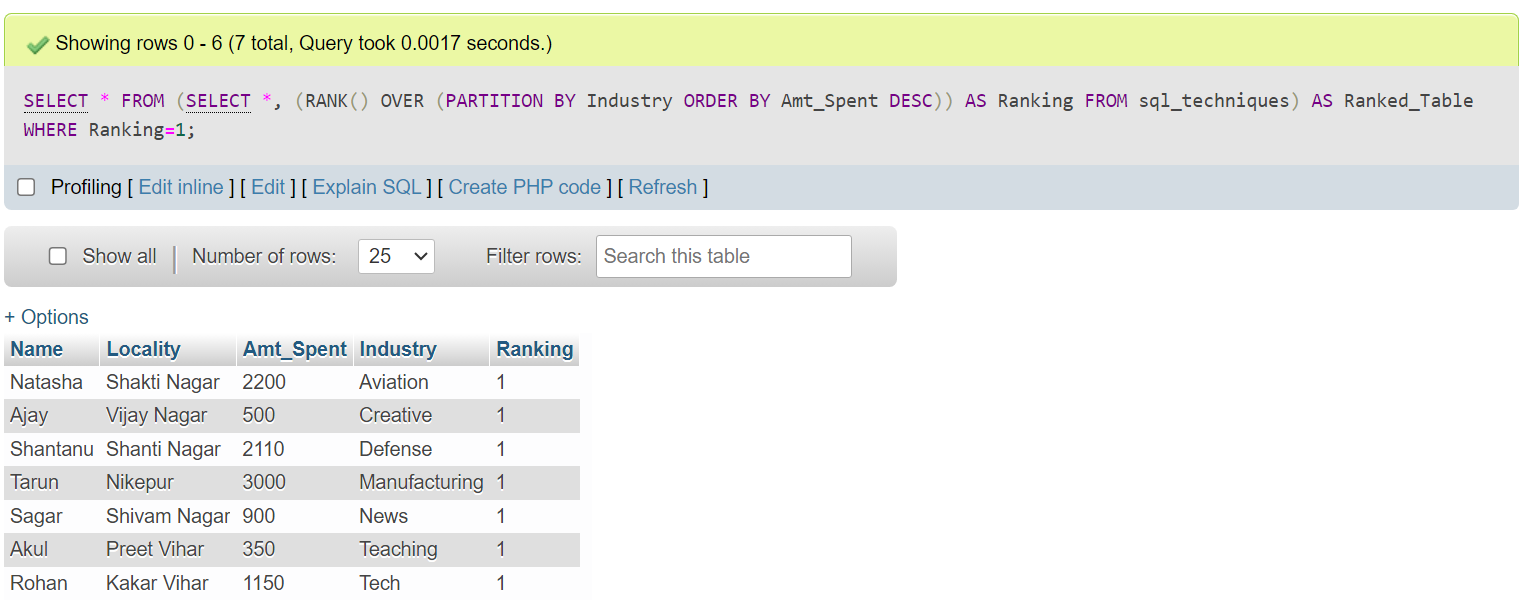 Showing rows 0 - 6 (7 total, Query took 0.0017 seconds.)
SELECT * FROM (SELECT *, (RANK() OVER (PARTITION BY Industry ORDER BY Amt_Spent DESC)) AS Ranking FROM sql_techniques) AS Ranked_Table
WHERE Ranking=1;
Profiling [ Edit inline ] [ Edit ] [ Explain SQL ] [ Create PHP code ] [ Refresh ]
Show all Number of rows: 25 Filter rows: Search this table
+ Options
Name Locality Amt_Spent Industry Ranking
Natasha Shakti Nagar 2200 Aviation 1
Ajay Vijay Nagar 500 Creative 1
Shantanu Shanti Nagar 2110 Defense 1
Tarun Nikepur 3000 Manufacturing 1
Sagar Shivam Nagar 900 News 1
Akul Preet Vihar 350 Teaching 1
Rohan Kakar Vihar 1150 Tech 1